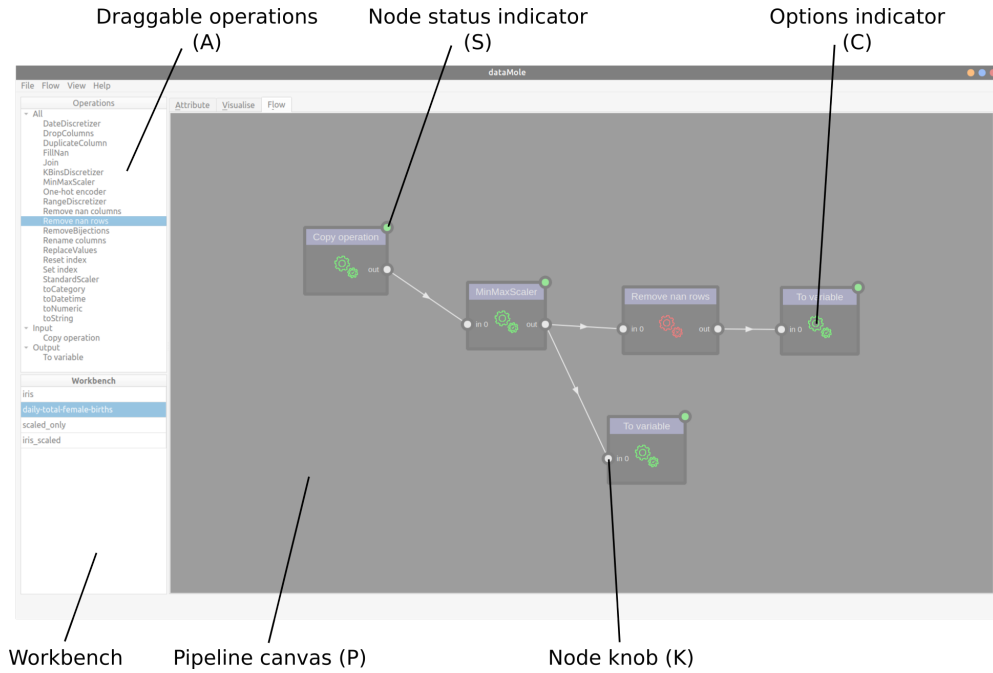 Draggable operations
(A)
Node status indicator
(S)
Options indicator
(C)
dataMole
File Flow View Help
Operations
All
DateDiscretizer
DropColumns
DuplicateColumn
FillNan
Join
KBinsDiscretizer
MinMaxScaler
One-hot encoder
RangeDiscretizer
Remove nan columns
Remove nan rows
RemoveBijections
Rename columns
ReplaceValues
Reset index
Set index
StandardScaler
toCategory
toDatetime
toNumeric
toString
Input
Copy operation
Output
To variable
Workbench
iris
daily-total-female-births
scaled_only
iris_scaled
Attribute Visualise Flow
Copy operation
out
MinMaxScaler
in 0 out
Remove nan rows
in 0 out
To variable
in 0
To variable
in 0
Workbench
Pipeline canvas (P)
Node knob (K)